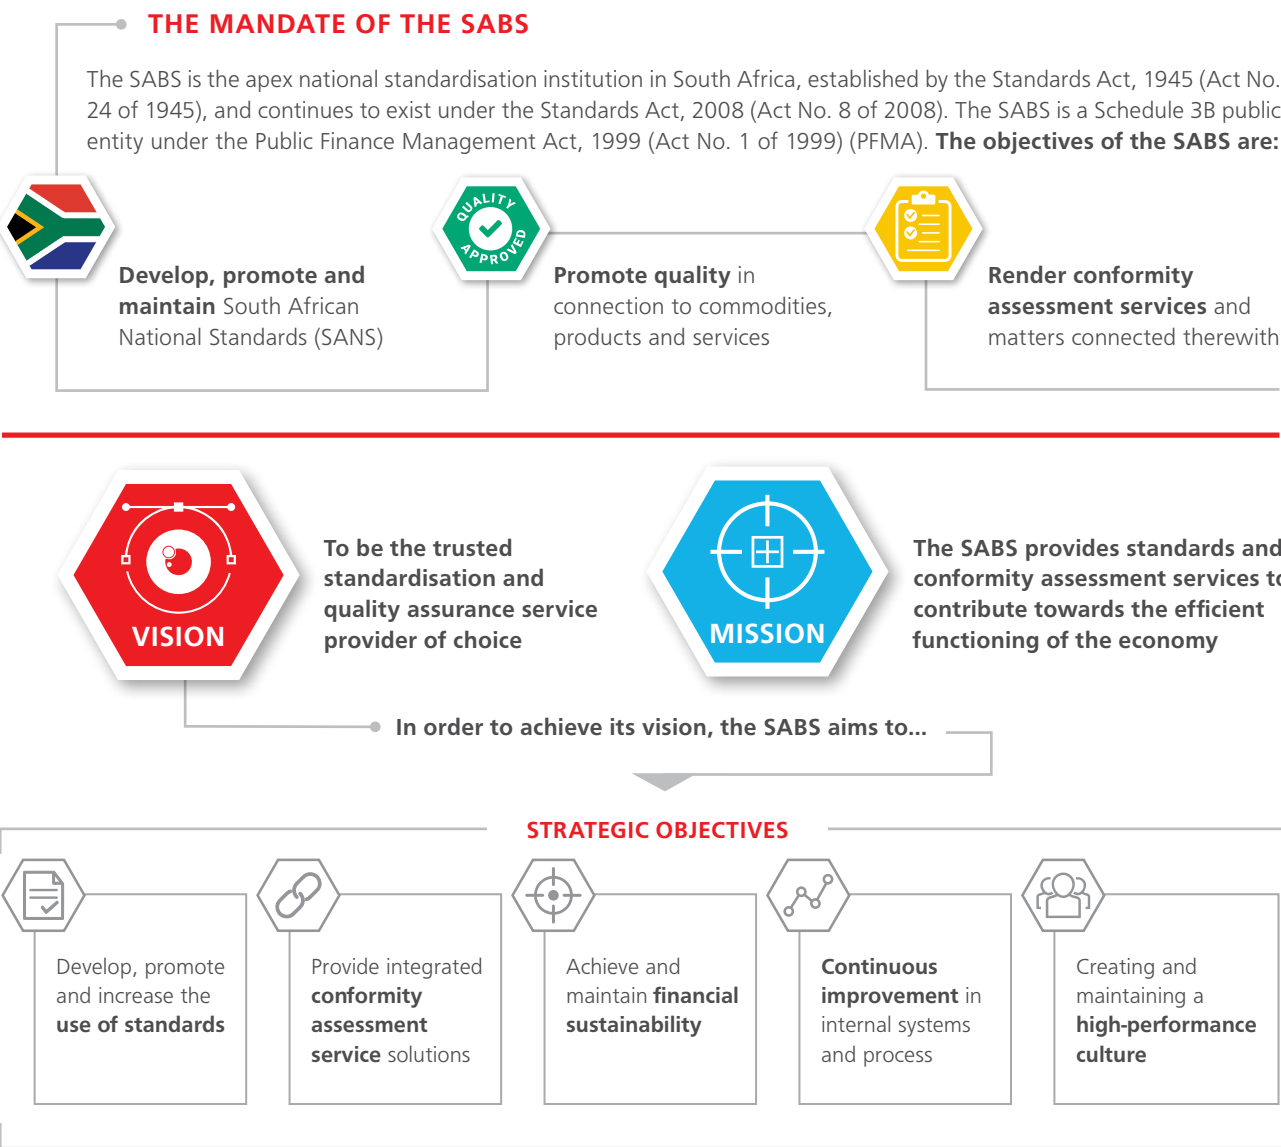 THE MANDATE OF THE SABS
The SABS is the apex national standardisation institution in South Africa, established by the Standards Act, 1945 (Act No.
24 of 1945), and continues to exist under the Standards Act, 2008 (Act No. 8 of 2008). The SABS is a Schedule 3B public
entity under the Public Finance Management Act, 1999 (Act No. 1 of 1999) (PFMA). The objectives of the SABS are:
Develop, promote and
maintain South African
National Standards (SANS)
QUALITY
APPROVED
Promote quality in
connection to commodities,
products and services
Render conformity
assessment services and
matters connected therewith
VISION
To be the trusted
standardisation and
quality assurance service
provider of choice
MISSION
The SABS provides standards and
conformity assessment services to
contribute towards the efficient
functioning of the economy
In order to achieve its vision, the SABS aims to...
STRATEGIC OBJECTIVES
Develop, promote
and increase the
use of standards
Provide integrated
conformity
assessment
service solutions
Achieve and
maintain financial
sustainability
Continuous
improvement in
internal systems
and process
Creating and
maintaining a
high-performance
culture